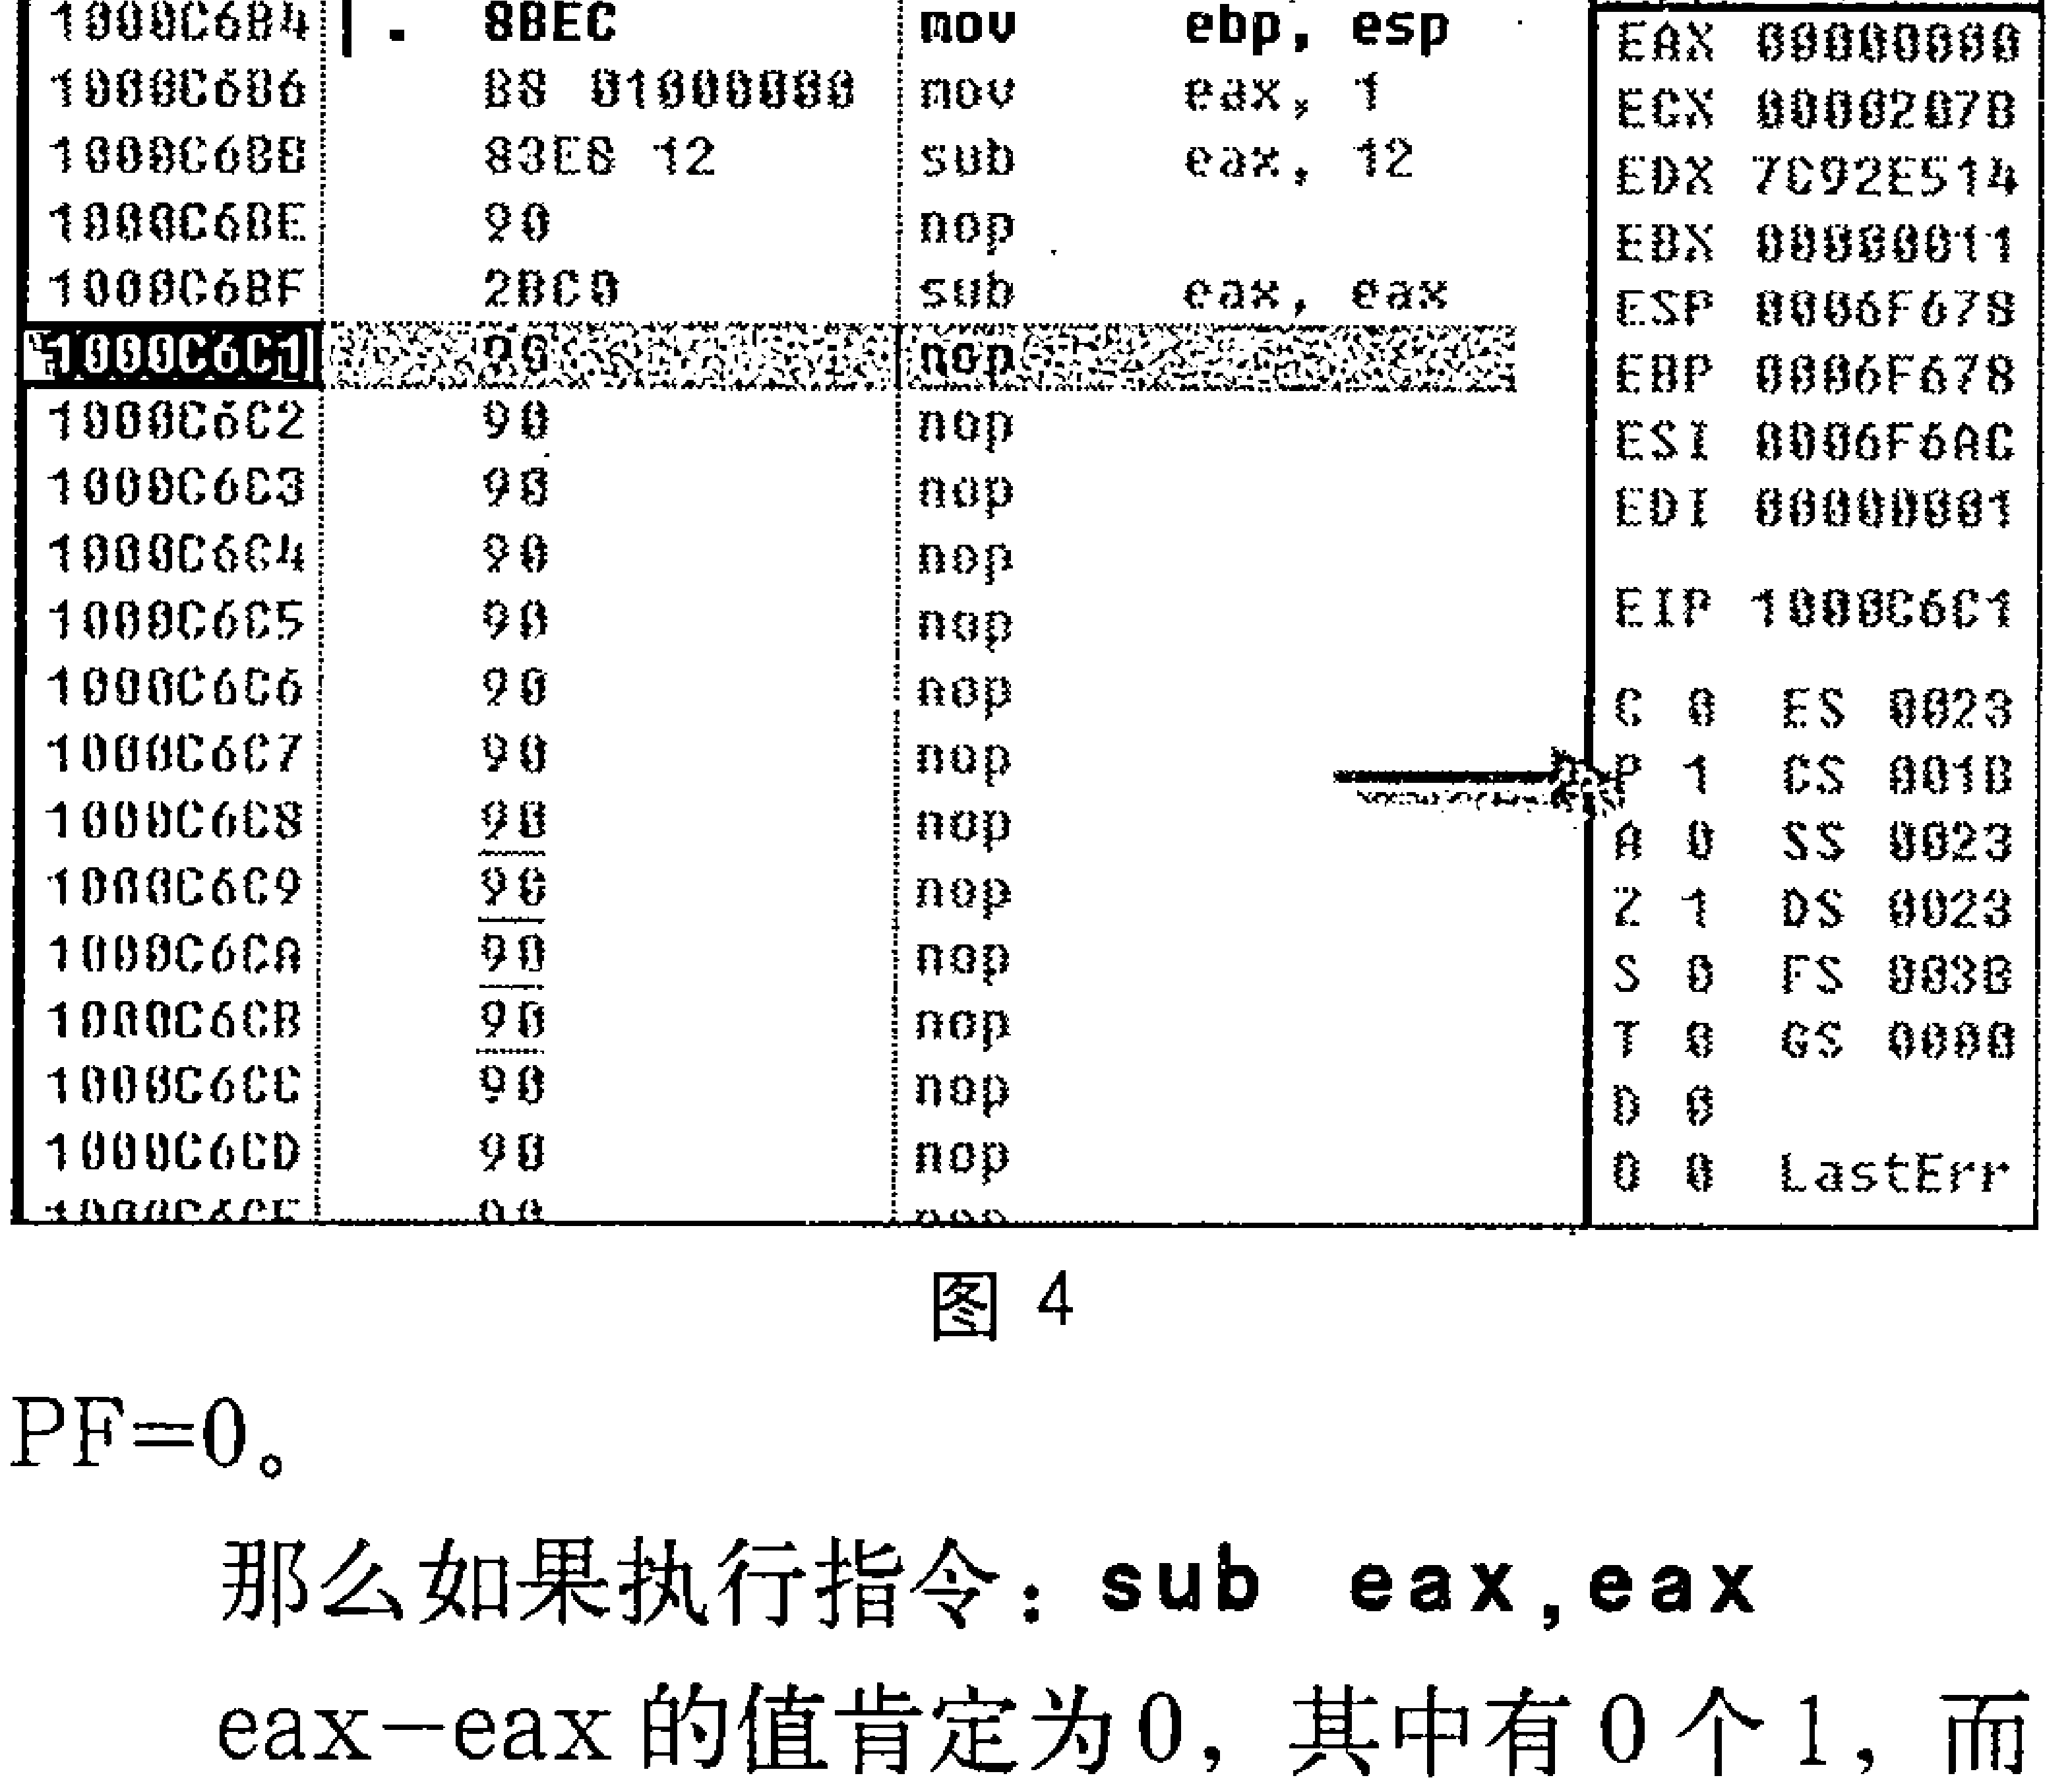 1000C6B4 . 8BEC mov ebp, esp
1000C6B6 B8 01000000 mov eax, 1
1000C6BB 83E8 12 sub eax, 12
1000C6BE 90 nop
1000C6BF 2BC0 sub eax, eax
1000C6C1 90 nop
1000C6C2 90 nop
1000C6C3 90 nop
1000C6C4 90 nop
1000C6C5 90 nop
1000C6C6 90 nop
1000C6C7 90 nop
1000C6C8 90 nop
1000C6C9 90 nop
1000C6CA 90 nop
1000C6CB 90 nop
1000C6CC 90 nop
1000C6CD 90 nop
1000C6CE 90 nop
EAX 00000000
ECX 0000207B
EDX 7C92E514
EBX 00000011
ESP 0006F678
EBP 0006F678
ESI 0006F6AC
EDI 00000001
EIP 1000C6C1
C 0 ES 0023
P 1 CS 001B
A 0 SS 0023
Z 1 DS 0023
S 0 FS 003B
T 0 GS 0000
D 0
O 0 LastErr
图 4
PF=0。
那么如果执行指令：sub eax,eax
eax－eax 的值肯定为0，其中有0个1，而